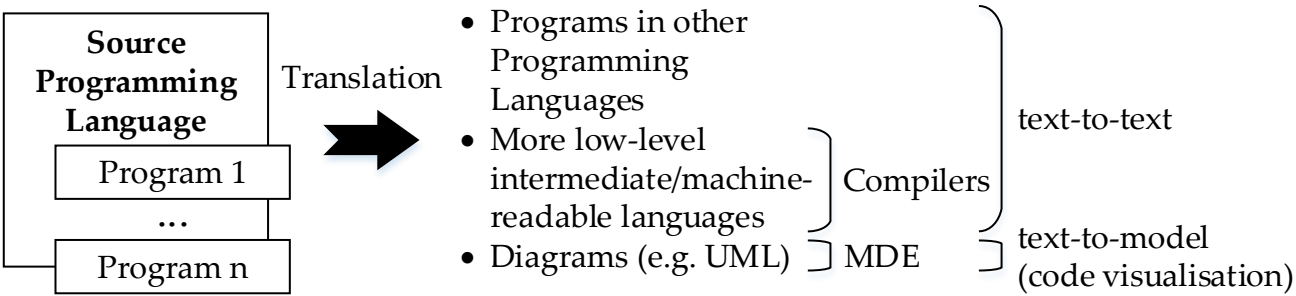 Source
Programming
Language
Program 1
...
Program n
Translation
• Programs in other
Programming
Languages
• More low-level
intermediate/machine-
readable languages
• Diagrams (e.g. UML)
Compilers
MDE
text-to-text
text-to-model
(code visualisation)